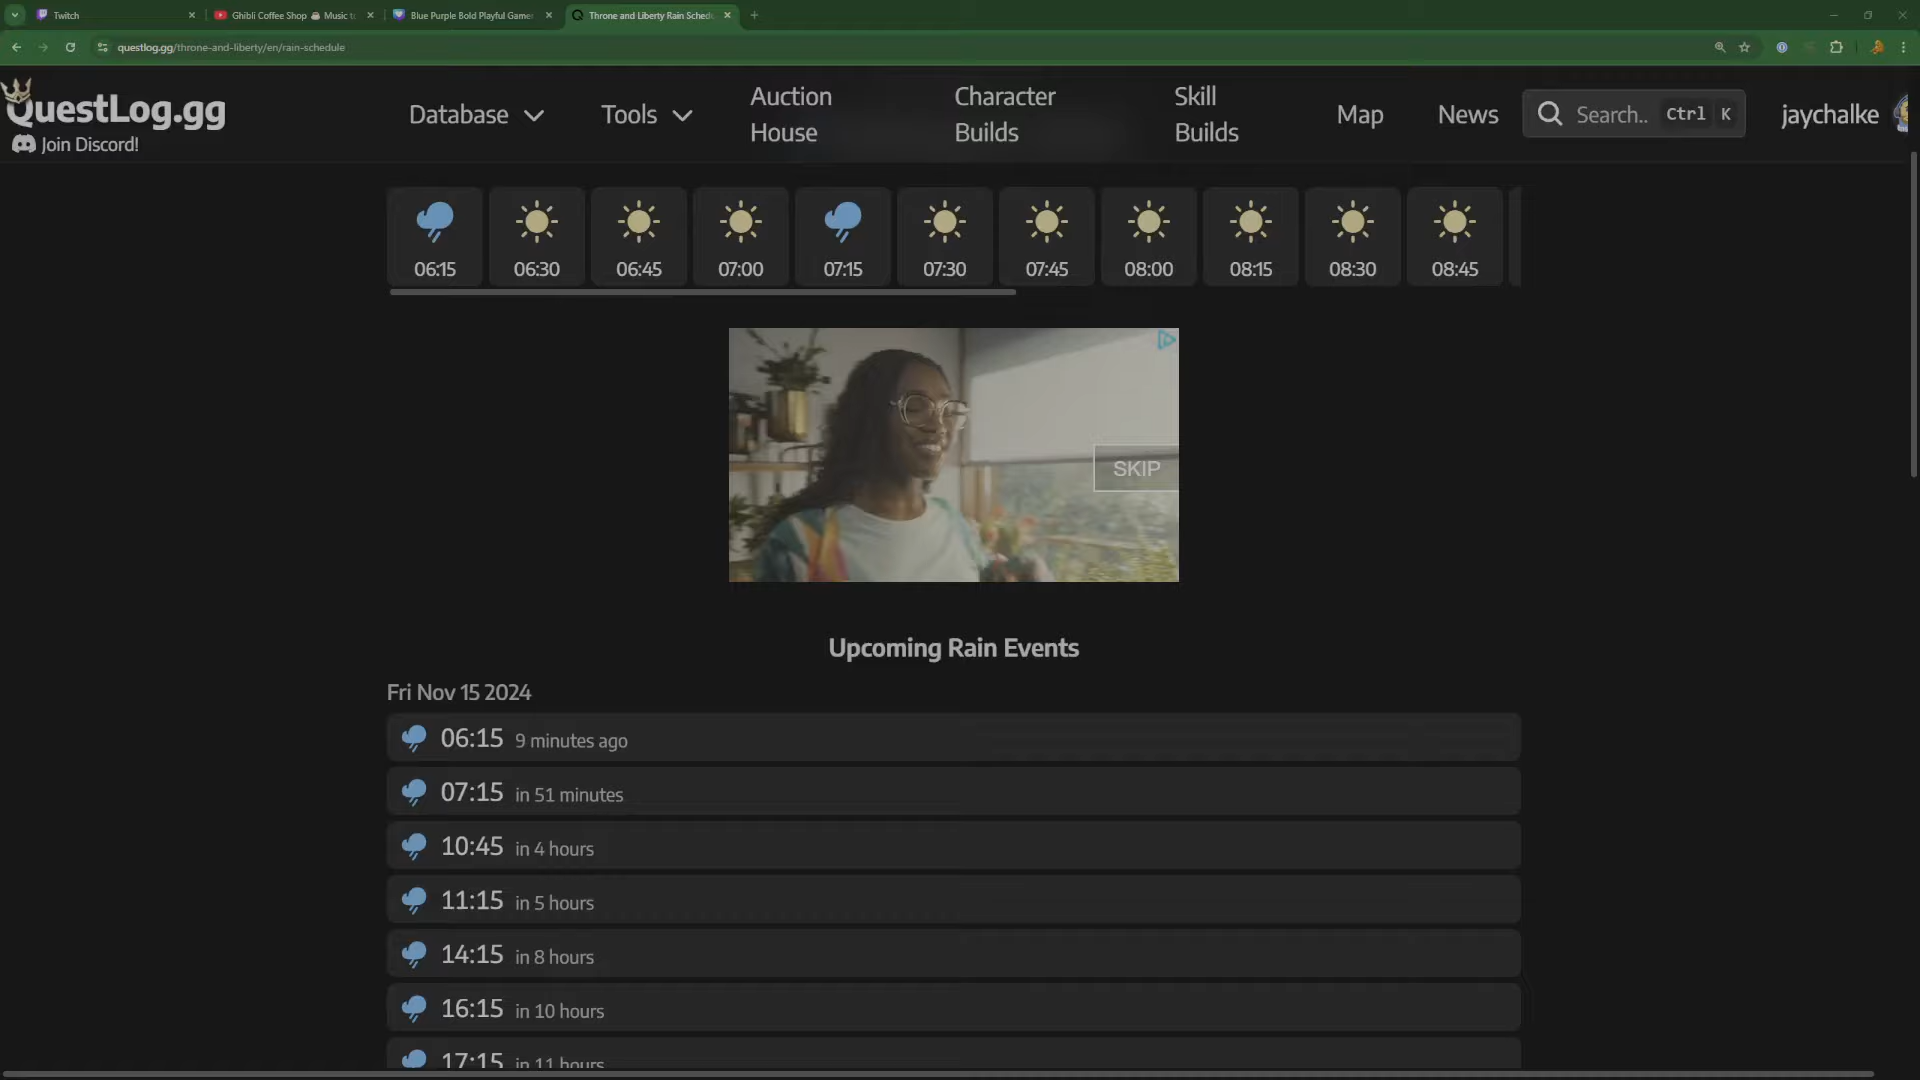 Twitch
Ghibli Coffee Shop ☕ Music to
Blue Purple Bold Playful Gamer
Throne and Liberty Rain Schedu
questlog.gg/throne-and-liberty/en/rain-schedule
QuestLog.gg
Join Discord!
Database
Tools
Auction House
Character Builds
Skill Builds
Map
News
Search..
Ctrl K
jaychalke
06:15 06:30 06:45 07:00 07:15 07:30 07:45 08:00 08:15 08:30 08:45
SKIP
Upcoming Rain Events
Fri Nov 15 2024
06:15 9 minutes ago
07:15 in 51 minutes
10:45 in 4 hours
11:15 in 5 hours
14:15 in 8 hours
16:15 in 10 hours
17:15 in 11 hours